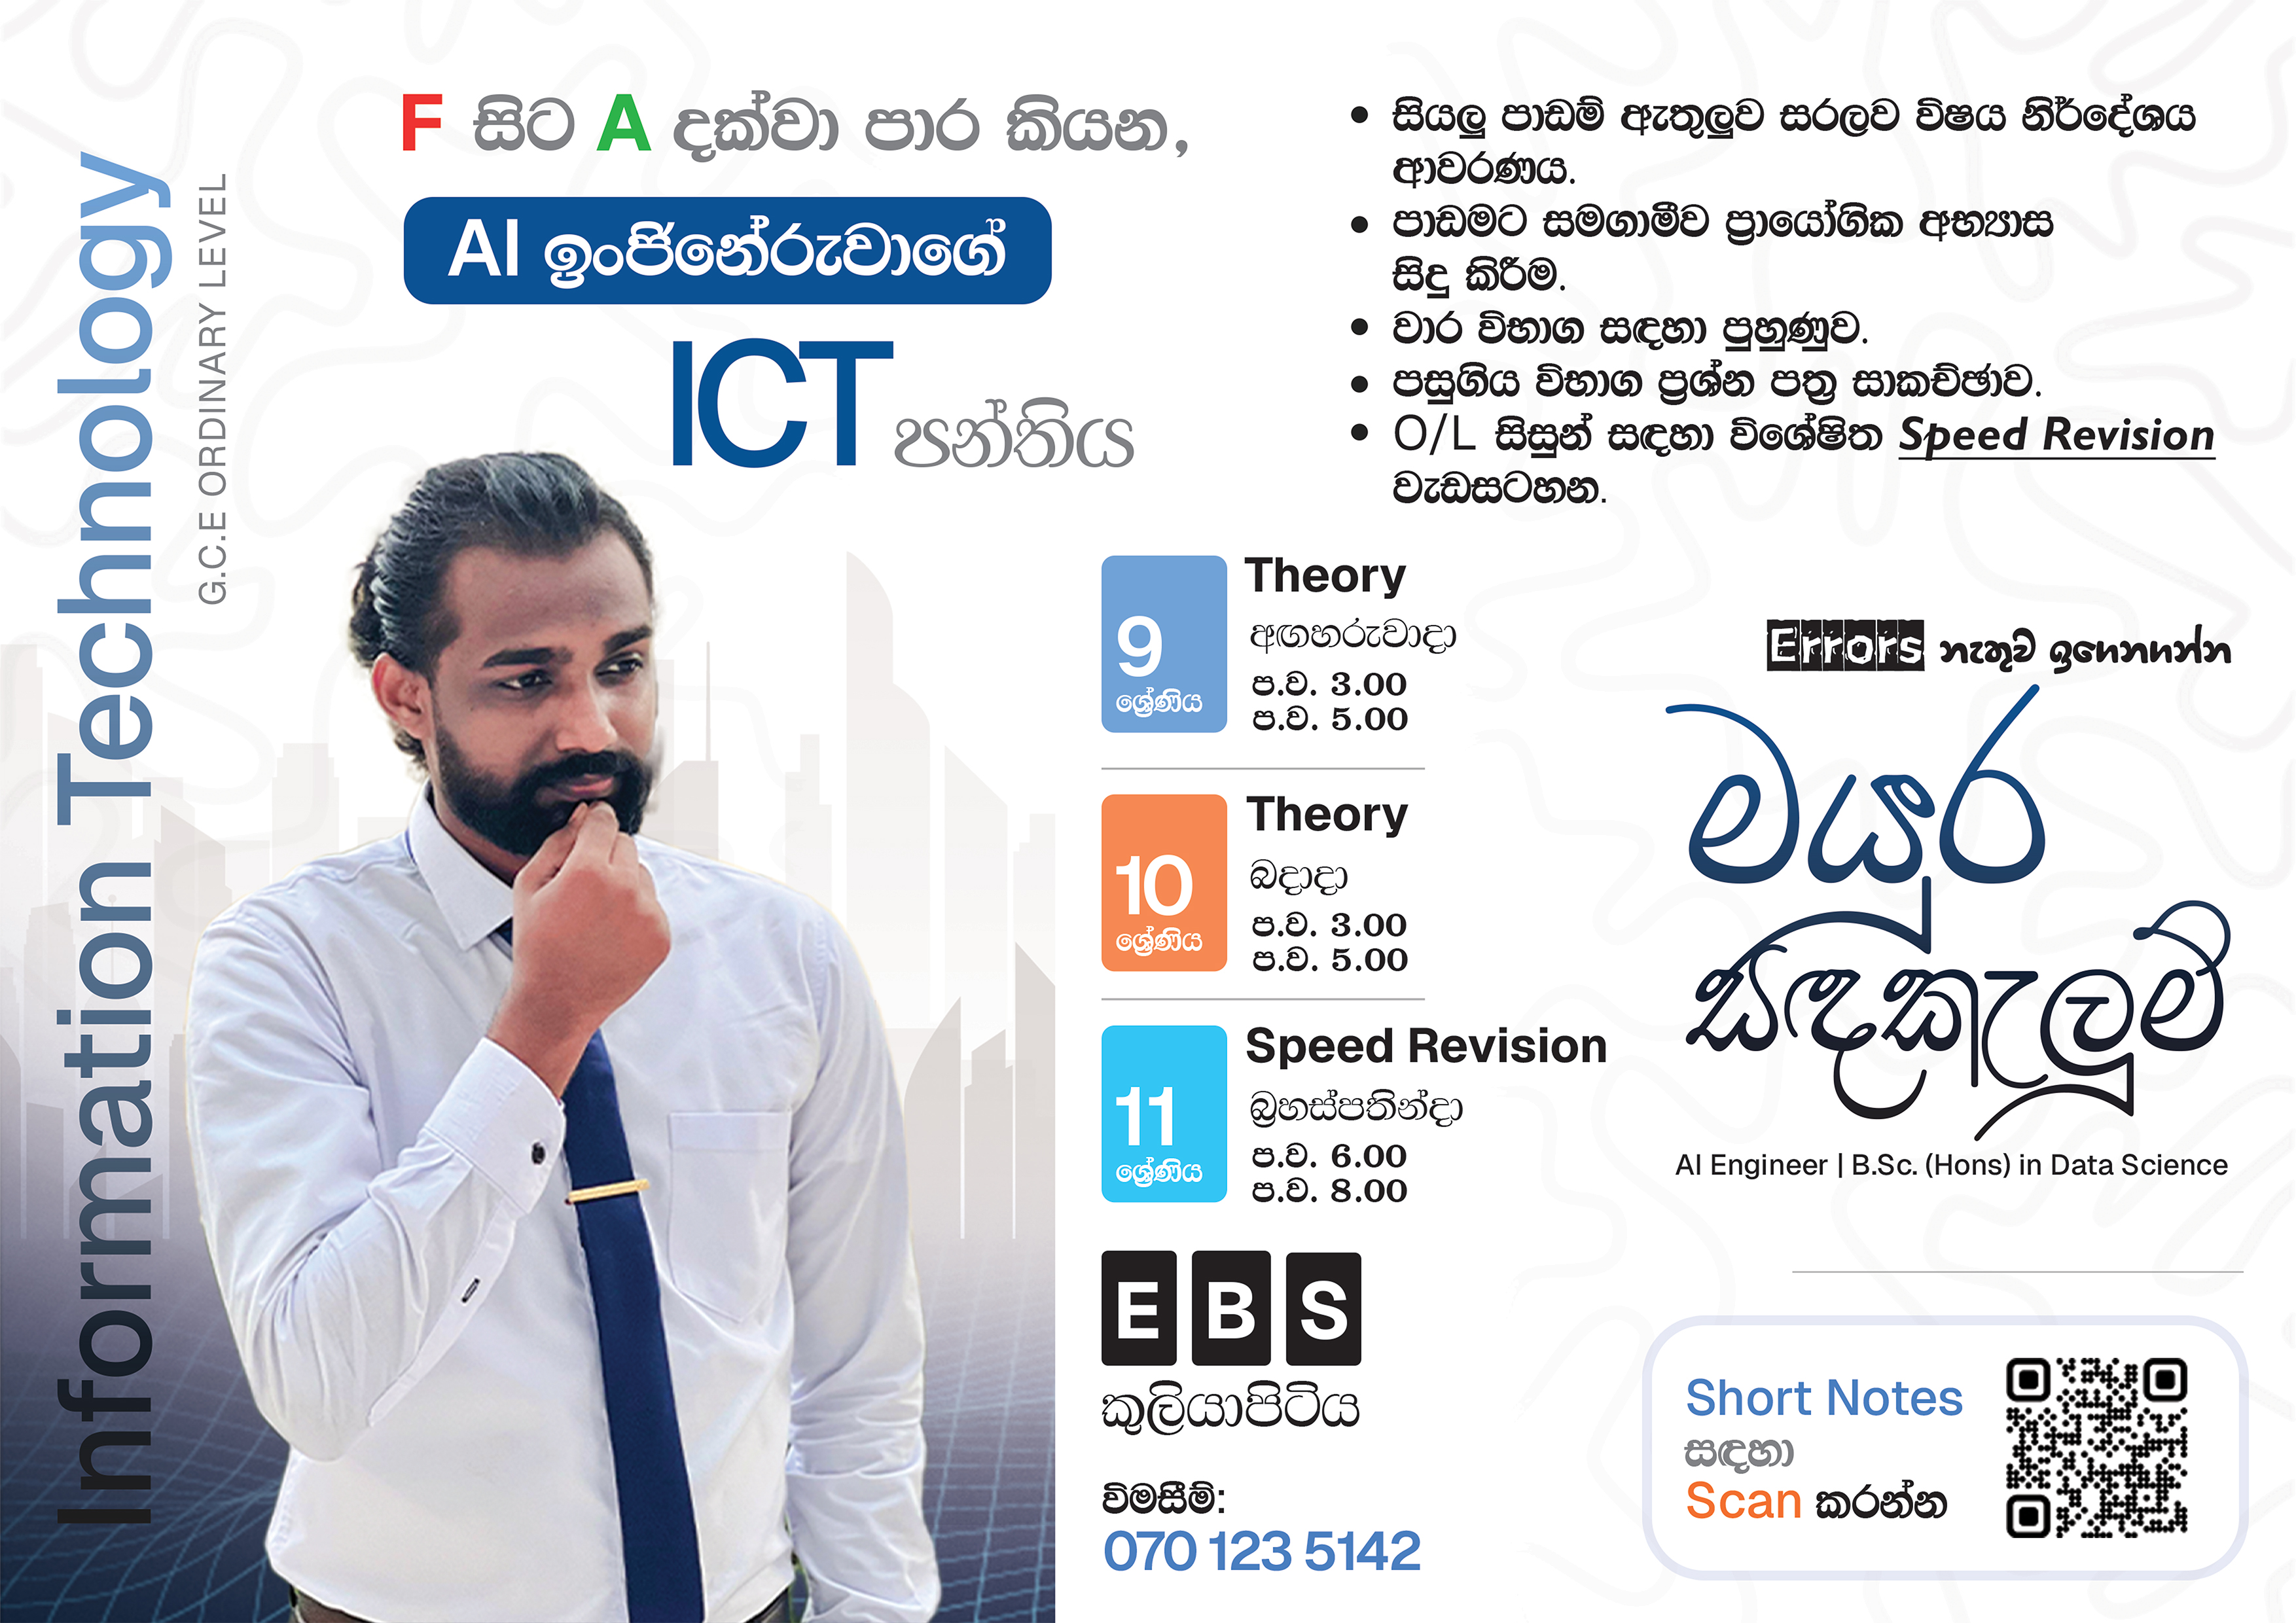 Information Technology
G.C.E ORDINARY LEVEL
F සිට A දක්වා පාර කියන,
AI ඉංජිනේරුවාගේ
ICT පන්තිය
• සියලු පාඩම් ඇතුලුව සරලව විෂය නිර්දේශය
ආවරණය.
• පාඩමට සමගාමීව ප්‍රායෝගික අභ්‍යාස
සිදු කිරීම.
• වාර විභාග සඳහා පුහුණුව.
• පසුගිය විභාග ප්‍රශ්න පත්‍ර සාකච්ඡාව.
• O/L සිසුන් සඳහා විශේෂිත Speed Revision
වැඩසටහන.
9
ශ්‍රේණිය
Theory
අඟහරුවාදා
ප.ව. 3.00
ප.ව. 5.00
10
ශ්‍රේණිය
Theory
බදාදා
ප.ව. 3.00
ප.ව. 5.00
11
ශ්‍රේණිය
Speed Revision
බ්‍රහස්පතින්දා
ප.ව. 6.00
ප.ව. 8.00
EBS
කුලියාපිටිය
විමසීම්:
070 123 5142
Errors නැතුව ඉගෙනගන්න
මයුර
සඳකැලුම්
AI Engineer | B.Sc. (Hons) in Data Science
Short Notes
සඳහා
Scan කරන්න